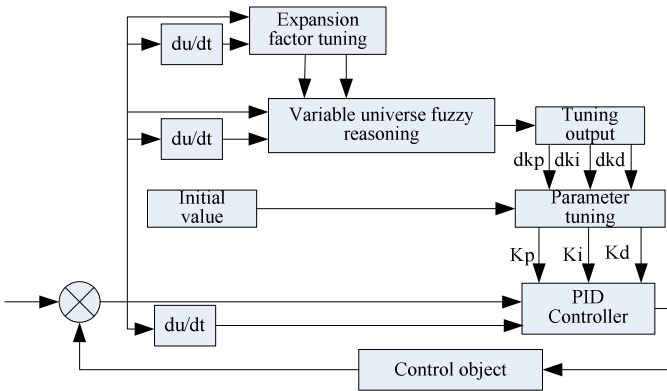 Expansion
factor tuning
du/dt
Variable universe fuzzy
reasoning
du/dt
Tuning
output
dkp dki dkd
Initial
value
Parameter
tuning
Kp Ki Kd
PID
Controller
du/dt
Control object